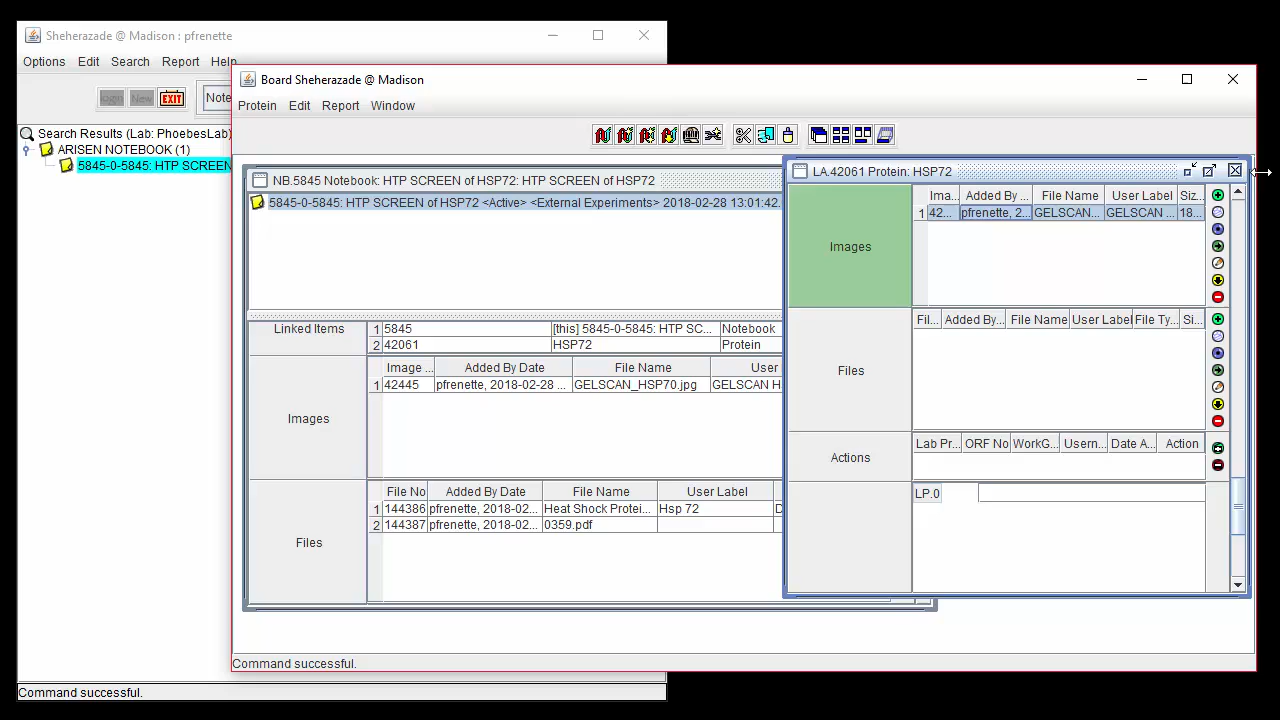 Sheherazade @ Madison : pfrenette
Options Edit Search Report Help
EXIT Note
Search Results (Lab: PhoebesLab)
ARISEN NOTEBOOK (1)
5845-0-5845: HTP SCREEN
Command successful.
Board Sheherazade @ Madison
Protein Edit Report Window
NB.5845 Notebook: HTP SCREEN of HSP72: HTP SCREEN of HSP72
5845-0-5845: HTP SCREEN of HSP72 <Active> <External Experiments> 2018-02-28 13:01:42.
Linked Items
1 5845 [this] 5845-0-5845: HTP SC... Notebook
2 42061 HSP72 Protein
Images
Image ... Added By Date File Name User
1 42445 pfrenette, 2018-02-28 ... GELSCAN_HSP70.jpg GELSCAN H
Files
File No Added By Date File Name User Label
1 144386 pfrenette, 2018-02... Heat Shock Protei... Hsp 72 D
2 144387 pfrenette, 2018-02... 0359.pdf
LA.42061 Protein: HSP72
Images
Ima... Added By ... File Name User Label Siz...
1 42... pfrenette, 2... GELSCAN... GELSCAN ... 18...
Files
Fil... Added By... File Name User Label File Ty... Si...
Actions
Lab Pr... ORF No WorkG... Usern... Date A... Action
LP.0
Command successful.